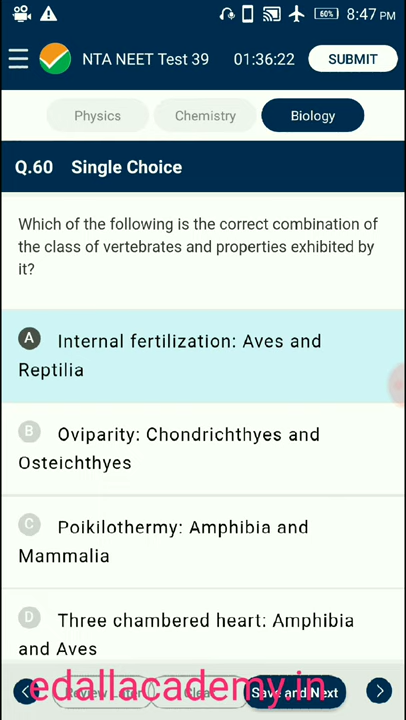 60% 8:47 PM
NTA NEET Test 39 01:36:22 SUBMIT
Physics Chemistry Biology
Q.60 Single Choice
Which of the following is the correct combination of
the class of vertebrates and properties exhibited by
it?
A Internal fertilization: Aves and
Reptilia
B Oviparity: Chondrichthyes and
Osteichthyes
C Poikilothermy: Amphibia and
Mammalia
D Three chambered heart: Amphibia
and Aves
Review Later Clear Save and Next
edallacademy.in